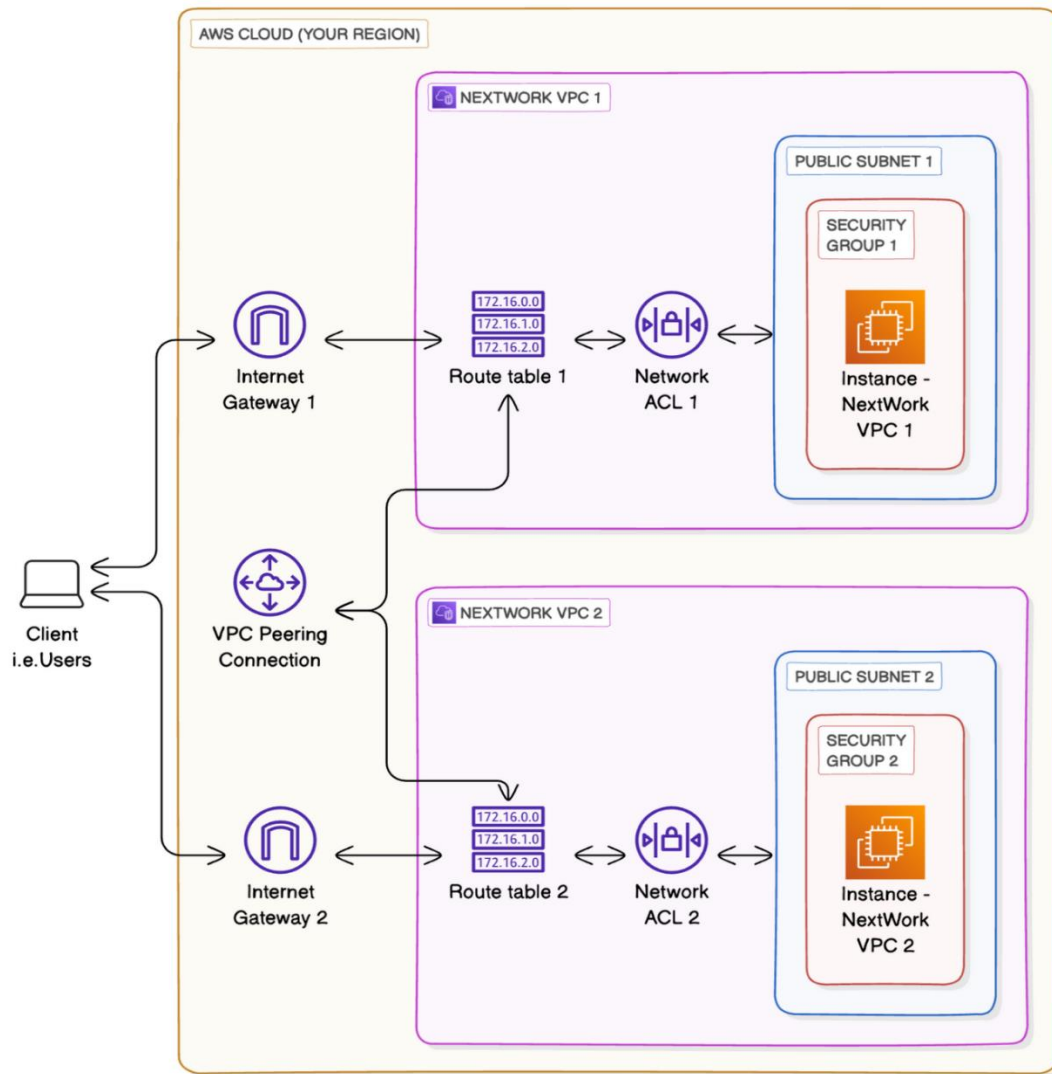 AWS CLOUD (YOUR REGION)
NEXTWORK VPC 1
PUBLIC SUBNET 1
SECURITY
GROUP 1
172.16.0.0
172.16.1.0
172.16.2.0
Internet
Gateway 1
Route table 1
Network
ACL 1
Instance -
NextWork
VPC 1
Client
i.e.Users
VPC Peering
Connection
NEXTWORK VPC 2
PUBLIC SUBNET 2
SECURITY
GROUP 2
172.16.0.0
172.16.1.0
172.16.2.0
Internet
Gateway 2
Route table 2
Network
ACL 2
Instance -
NextWork
VPC 2